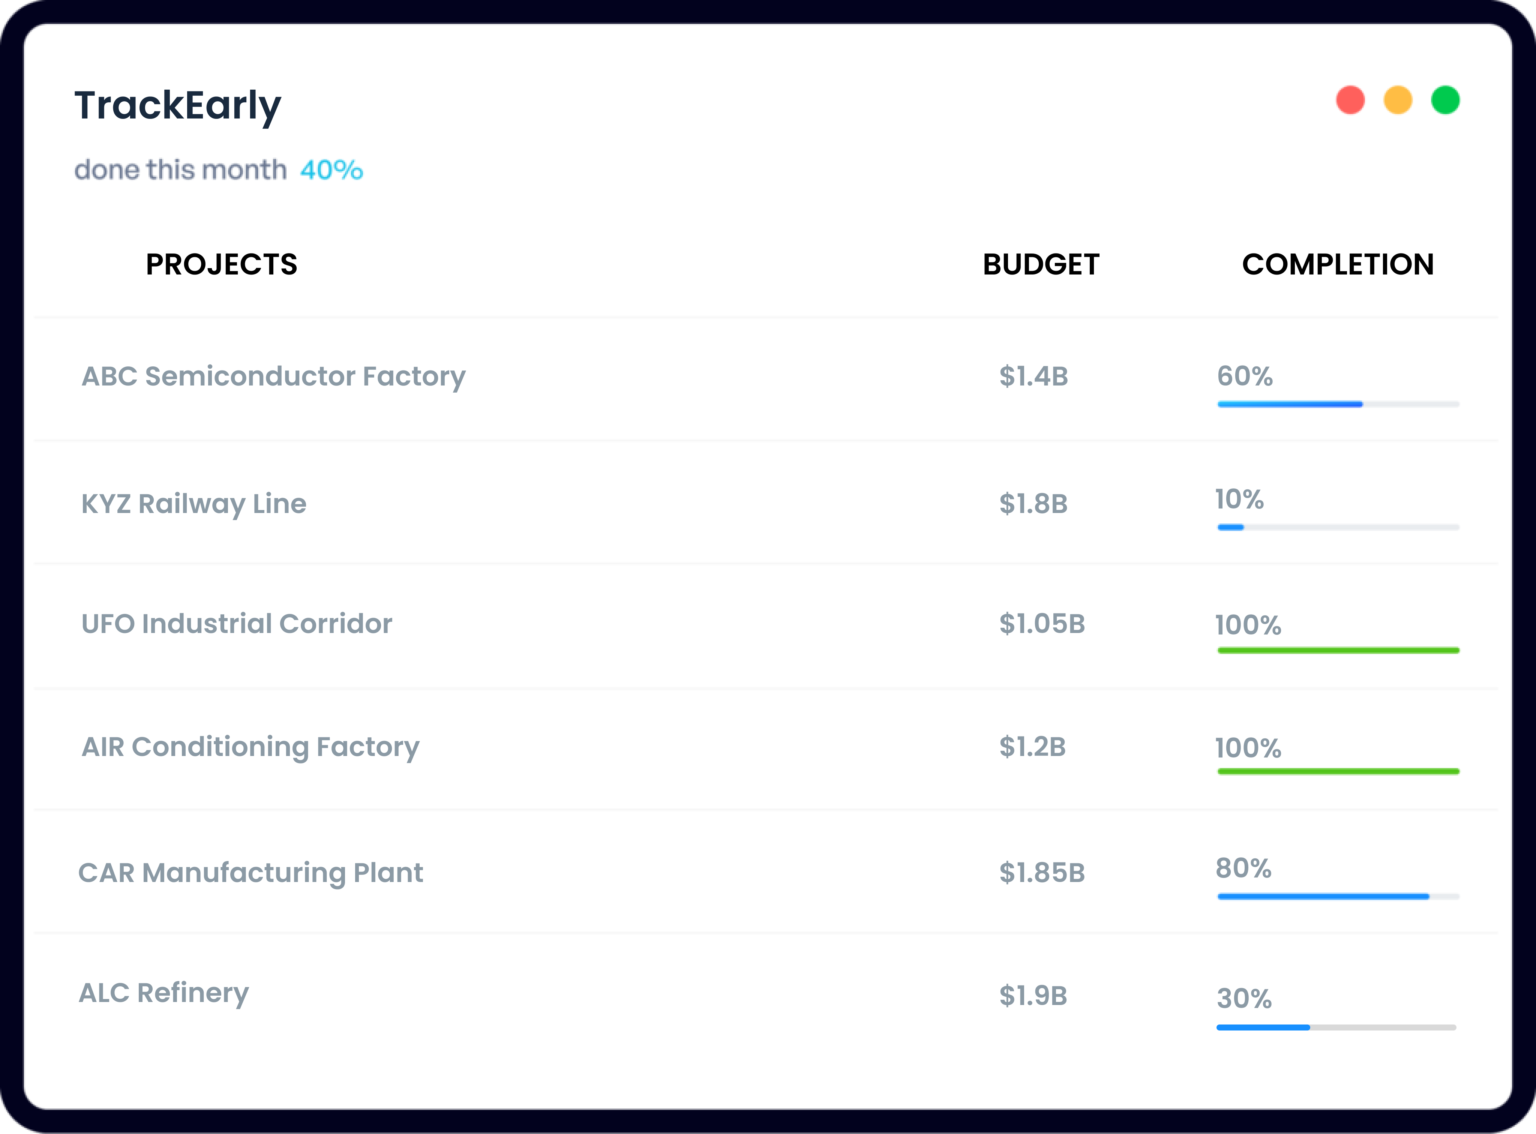 TrackEarly
done this month 40%
PROJECTS BUDGET COMPLETION
ABC Semiconductor Factory $1.4B 60%
KYZ Railway Line $1.8B 10%
UFO Industrial Corridor $1.05B 100%
AIR Conditioning Factory $1.2B 100%
CAR Manufacturing Plant $1.85B 80%
ALC Refinery $1.9B 30%